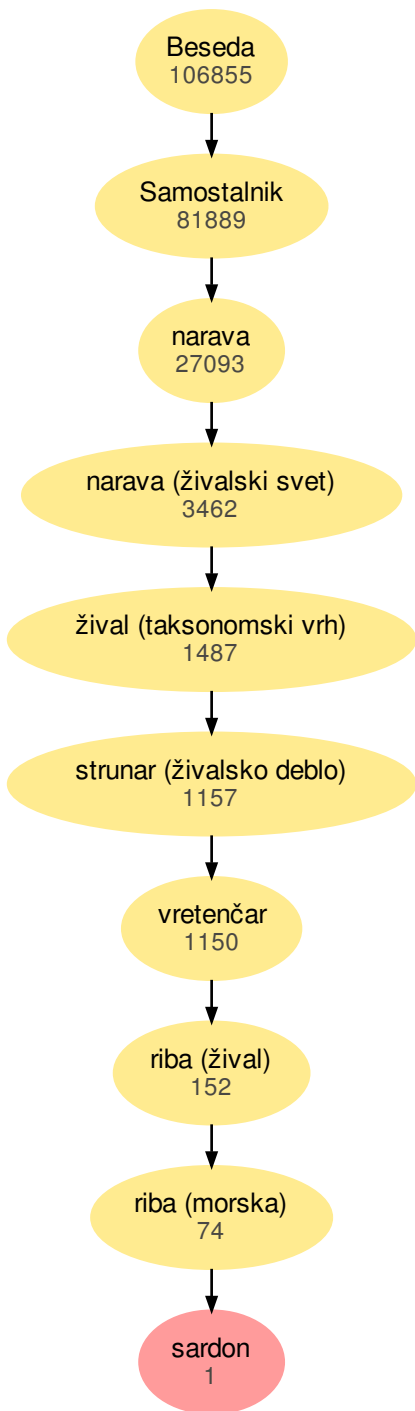 Beseda
106855
Samostalnik
81889
narava
27093
narava (živalski svet)
3462
žival (taksonomski vrh)
1487
strunar (živalsko deblo)
1157
vretenčar
1150
riba (žival)
152
riba (morska)
74
sardon
1